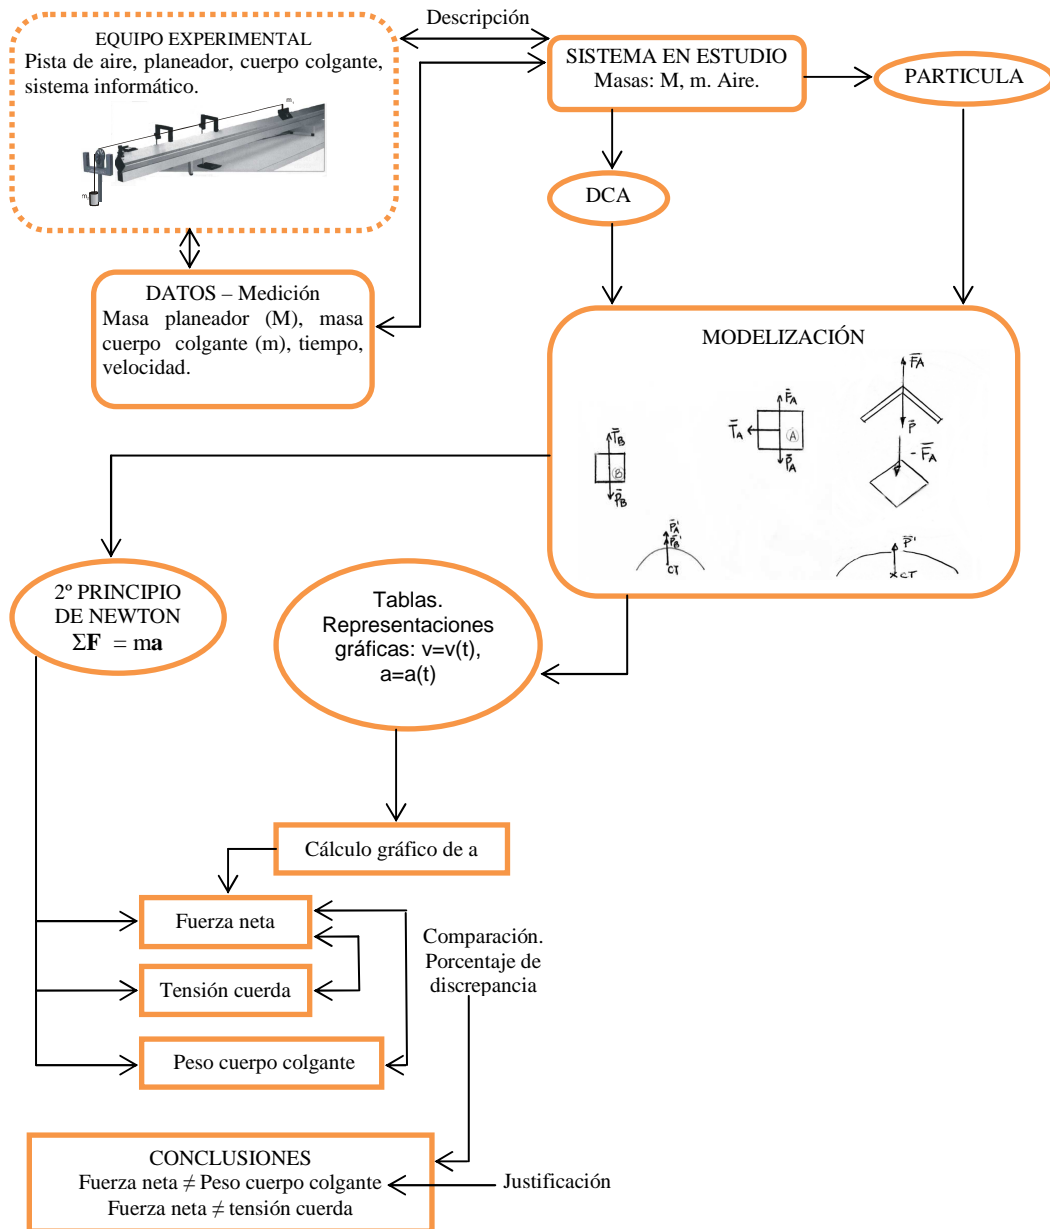 Descripción
EQUIPO EXPERIMENTAL
Pista de aire, planeador, cuerpo colgante,
sistema informático.
m
SISTEMA EN ESTUDIO
Masas: M, m. Aire.
PARTICULA
DCA
DATOS – Medición
Masa planeador (M), masa
cuerpo colgante (m), tiempo,
velocidad.
MODELIZACIÓN
T̅B
B
P̅B
F̅A
T̅A
A
P̅A
F̅A
P̅
- F̅A
P̅A'
P̅B'
CT
P̅'
CT
2º PRINCIPIO
DE NEWTON
ΣF = ma
Tablas.
Representaciones
gráficas: v=v(t),
a=a(t)
Cálculo gráfico de a
Fuerza neta
Tensión cuerda
Peso cuerpo colgante
Comparación.
Porcentaje de
discrepancia
CONCLUSIONES
Fuerza neta ≠ Peso cuerpo colgante
Fuerza neta ≠ tensión cuerda
Justificación